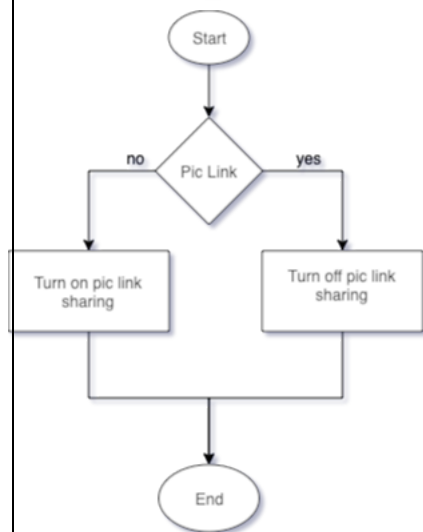 Start
Pic Link
no
yes
Turn on pic link
sharing
Turn off pic link
sharing
End